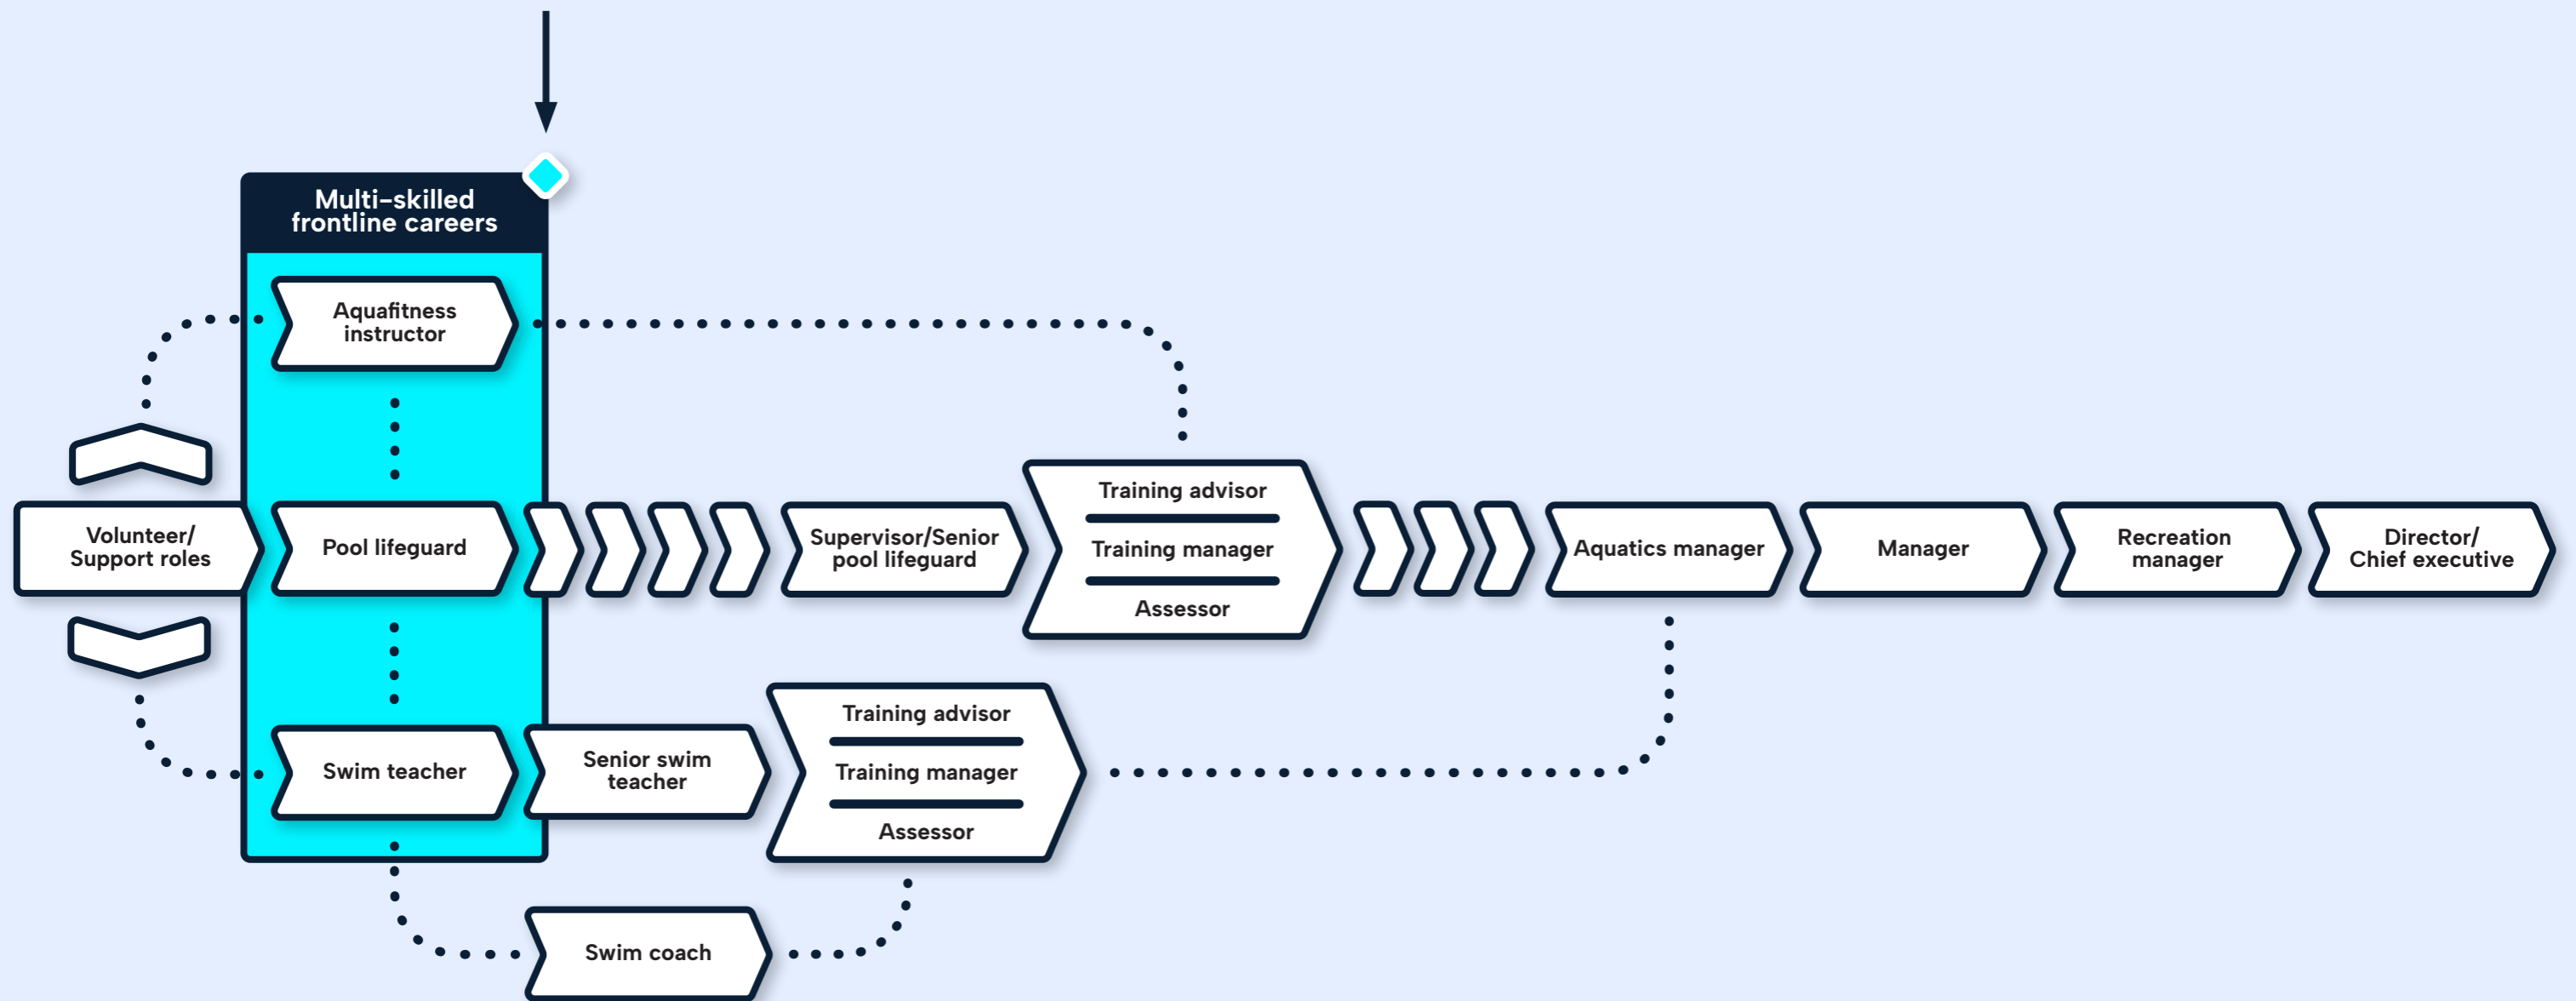 Multi-skilled
frontline careers
Aquafitness
instructor
Volunteer/
Support roles
Pool lifeguard
Supervisor/Senior
pool lifeguard
Training advisor
Training manager
Assessor
Aquatics manager
Manager
Recreation
manager
Director/
Chief executive
Swim teacher
Senior swim
teacher
Training advisor
Training manager
Assessor
Swim coach